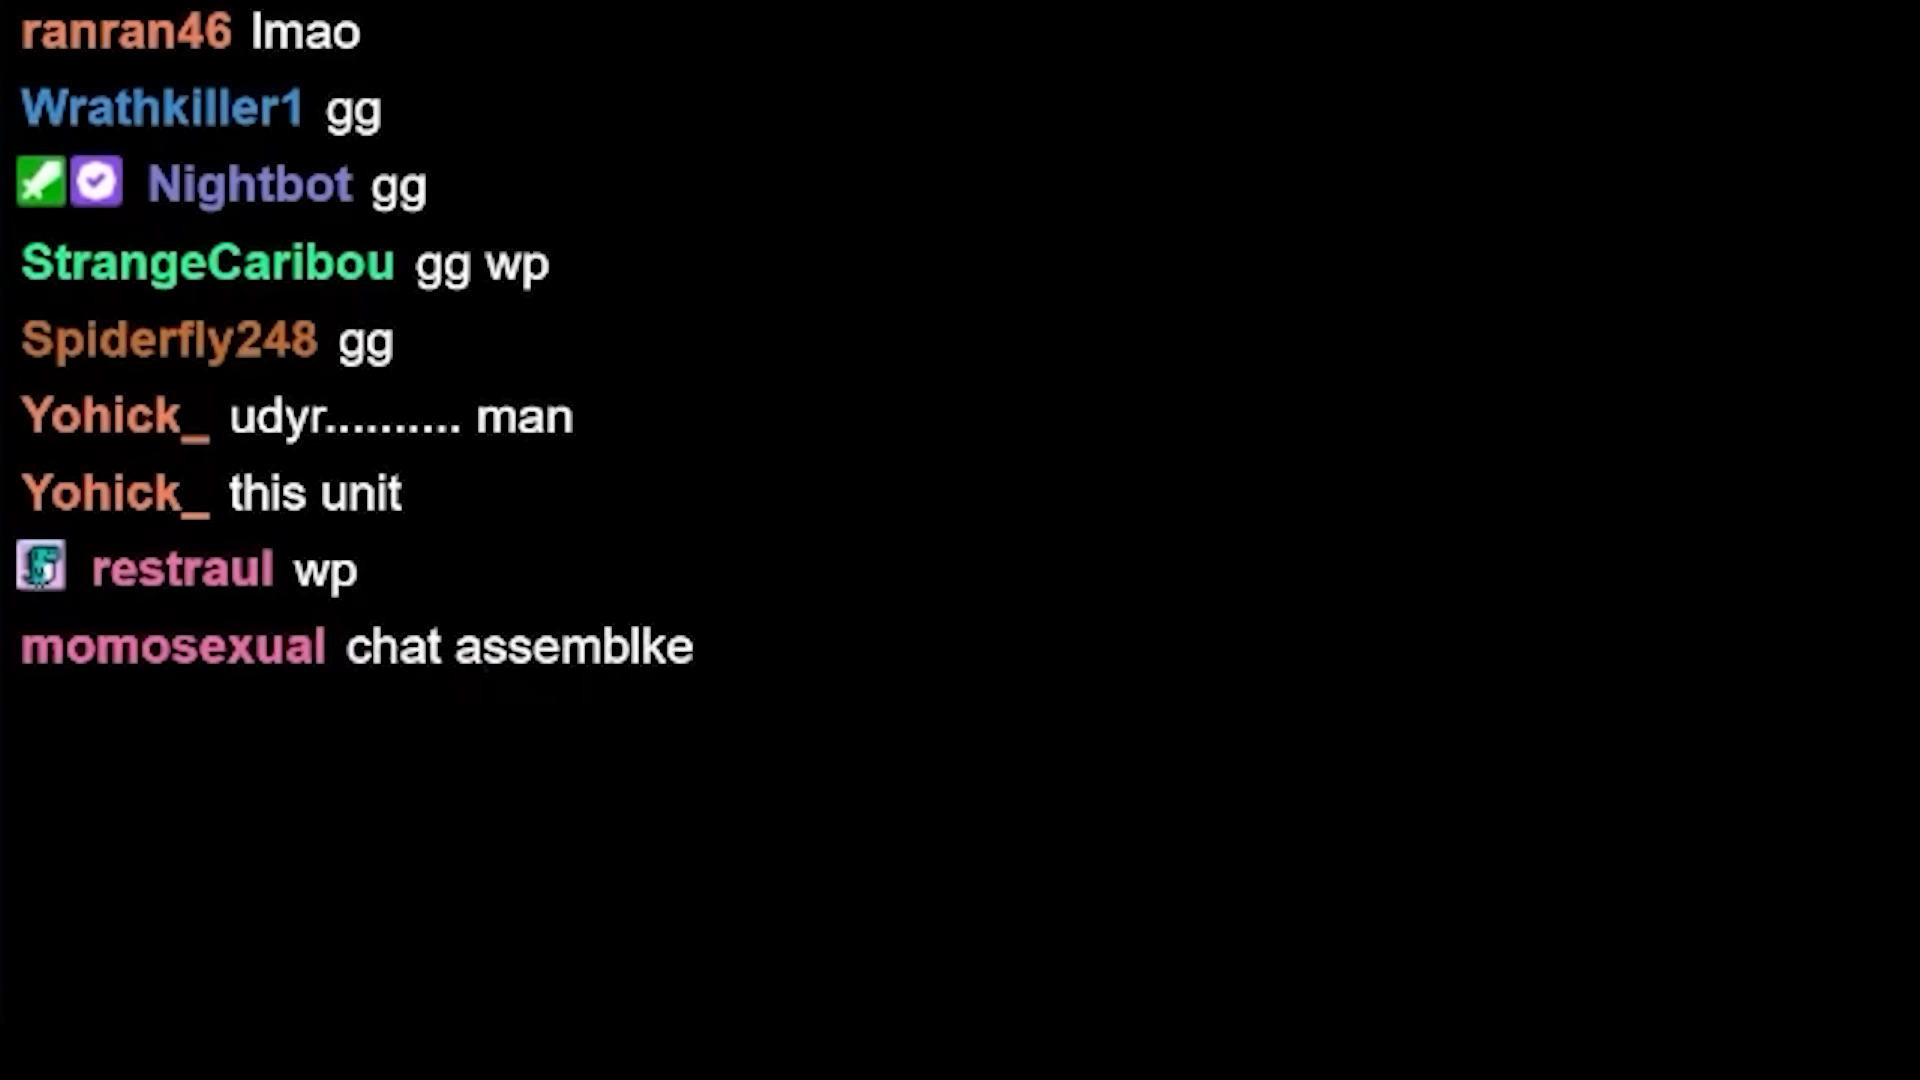 ranran46 lmao
Wrathkiller1 gg
Nightbot gg
StrangeCaribou gg wp
Spiderfly248 gg
Yohick_ udyr.......... man
Yohick_ this unit
restraul wp
momosexual chat assemblke